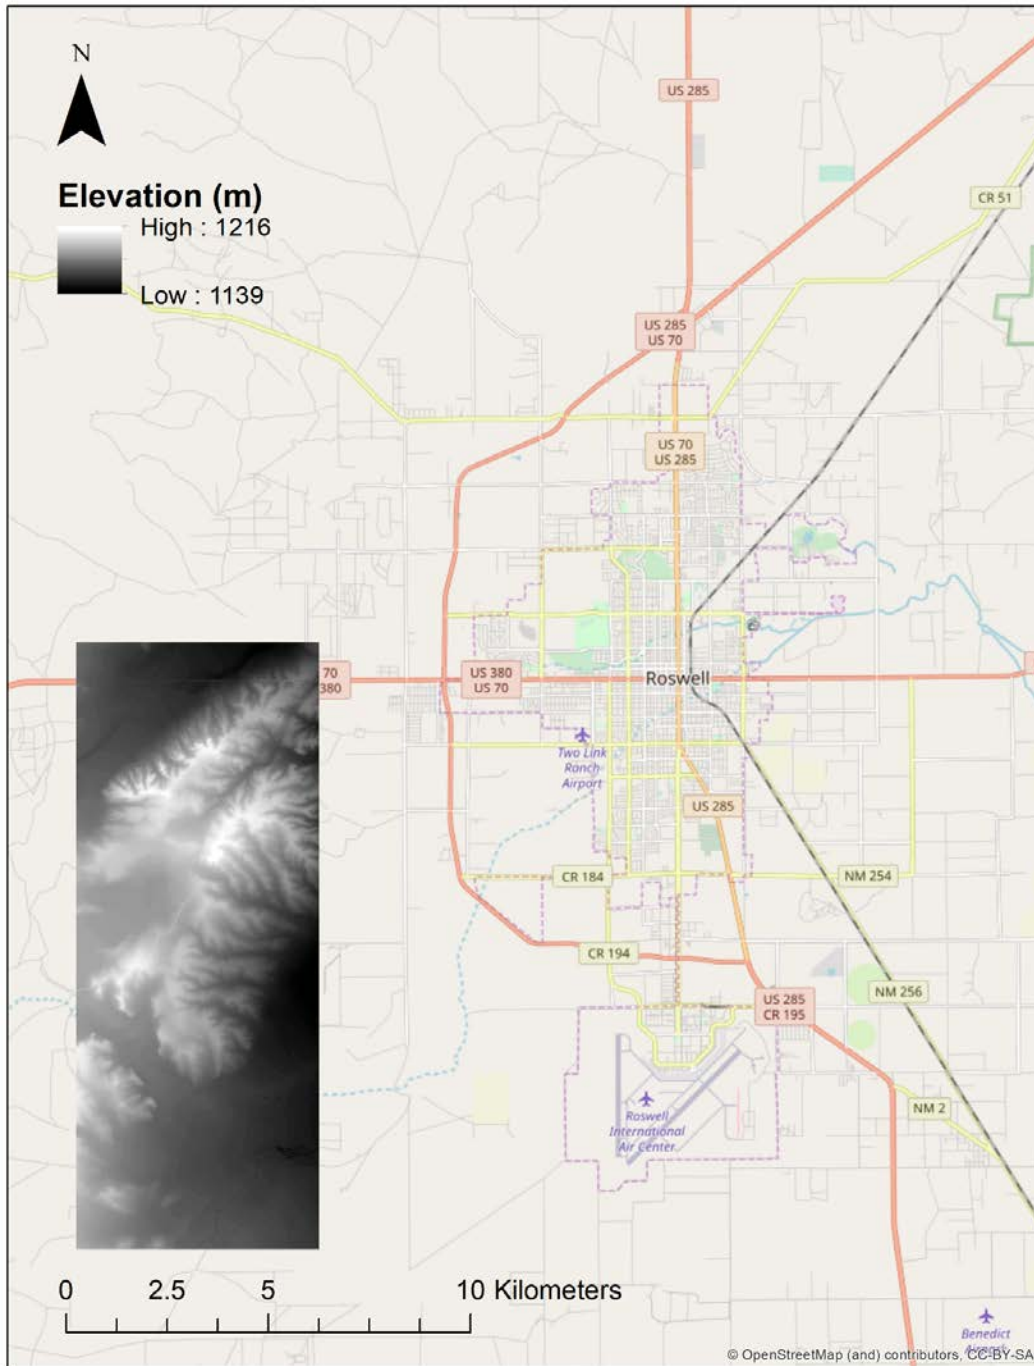 N
US 285
Elevation (m)
High : 1216
Low : 1139
CR 51
US 285
US 70
US 70
US 285
70
380
US 380
US 70
Roswell
Two Link
Ranch
Airport
US 285
CR 184
NM 254
CR 194
NM 256
US 285
CR 195
Roswell
International
Air Center
NM 2
0
2.5
5
10 Kilometers
Benedict
Airpark
© OpenStreetMap (and) contributors, CC-BY-SA